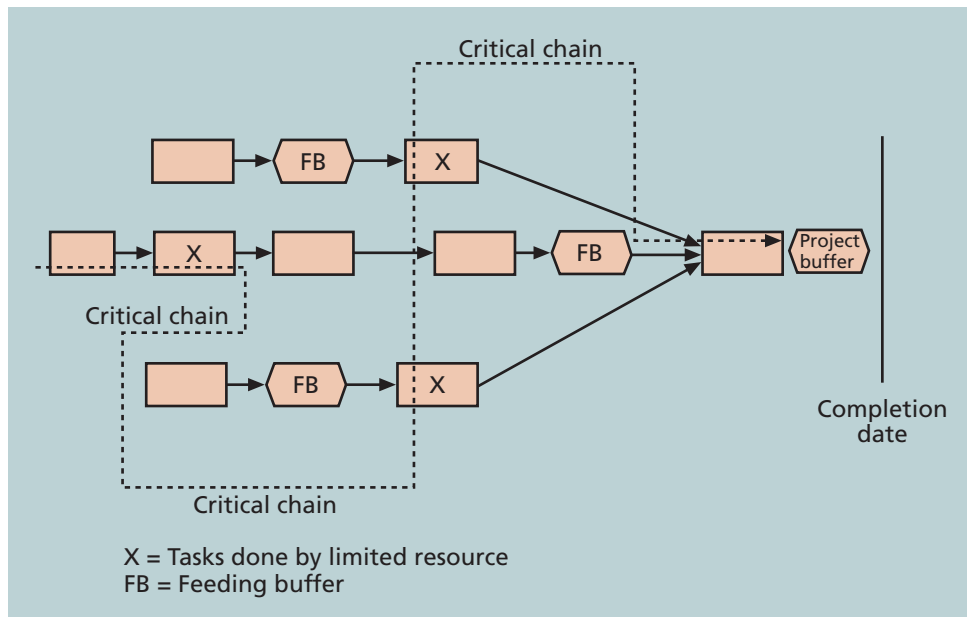 Critical chain
FB
X
X
FB
Project
buffer
Critical chain
FB
X
Completion
date
Critical chain
X = Tasks done by limited resource
FB = Feeding buffer